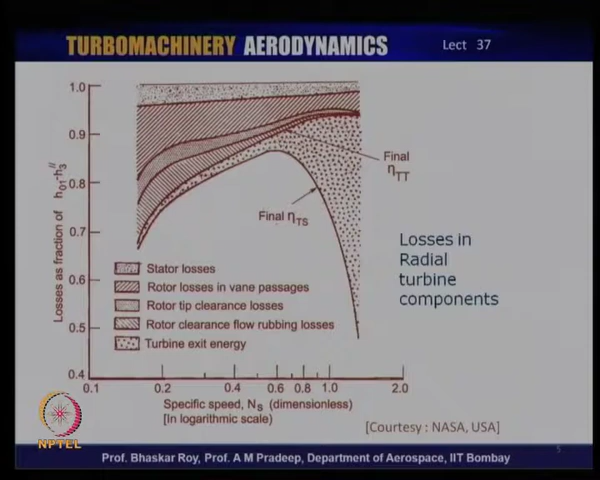 TURBOMACHINERY AERODYNAMICS
Lect 37
1.0
0.9
0.8
0.7
0.6
0.5
0.4
Losses as fraction of h01-h3//
Final
ηTT
Final ηTS
Losses in
Radial
turbine
components
Stator losses
Rotor losses in vane passages
Rotor tip clearance losses
Rotor clearance flow rubbing losses
Turbine exit energy
0.1 0.2 0.4 0.6 0.8 1.0 2.0
Specific speed, NS (dimensionless)
[In logarithmic scale)
[Courtesy : NASA, USA]
NPTEL
5
Prof. Bhaskar Roy, Prof. A M Pradeep, Department of Aerospace, IIT Bombay